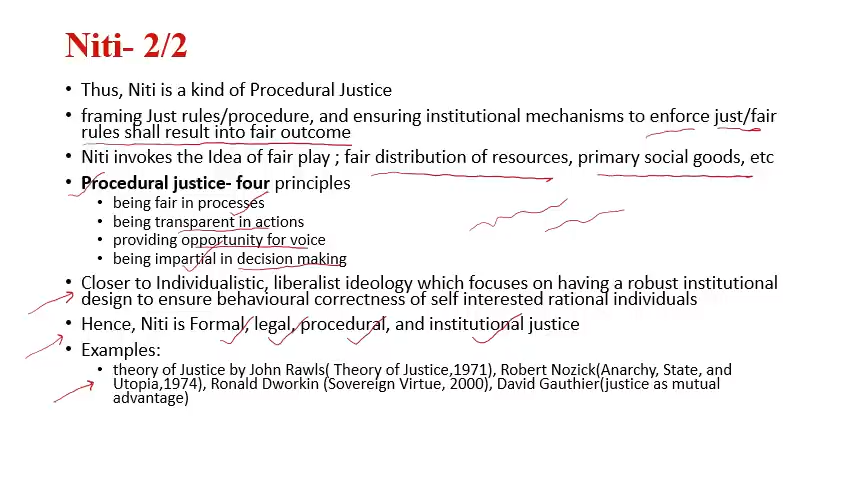 Niti- 2/2
• Thus, Niti is a kind of Procedural Justice
• framing Just rules/procedure, and ensuring institutional mechanisms to enforce just/fair
rules shall result into fair outcome
• Niti invokes the Idea of fair play ; fair distribution of resources, primary social goods, etc
• Procedural justice- four principles
• being fair in processes
• being transparent in actions
• providing opportunity for voice
• being impartial in decision making
• Closer to Individualistic, liberalist ideology which focuses on having a robust institutional
design to ensure behavioural correctness of self interested rational individuals
• Hence, Niti is Formal, legal, procedural, and institutional justice
• Examples:
• theory of Justice by John Rawls( Theory of Justice,1971), Robert Nozick(Anarchy, State, and
Utopia,1974), Ronald Dworkin (Sovereign Virtue, 2000), David Gauthier(justice as mutual
advantage)